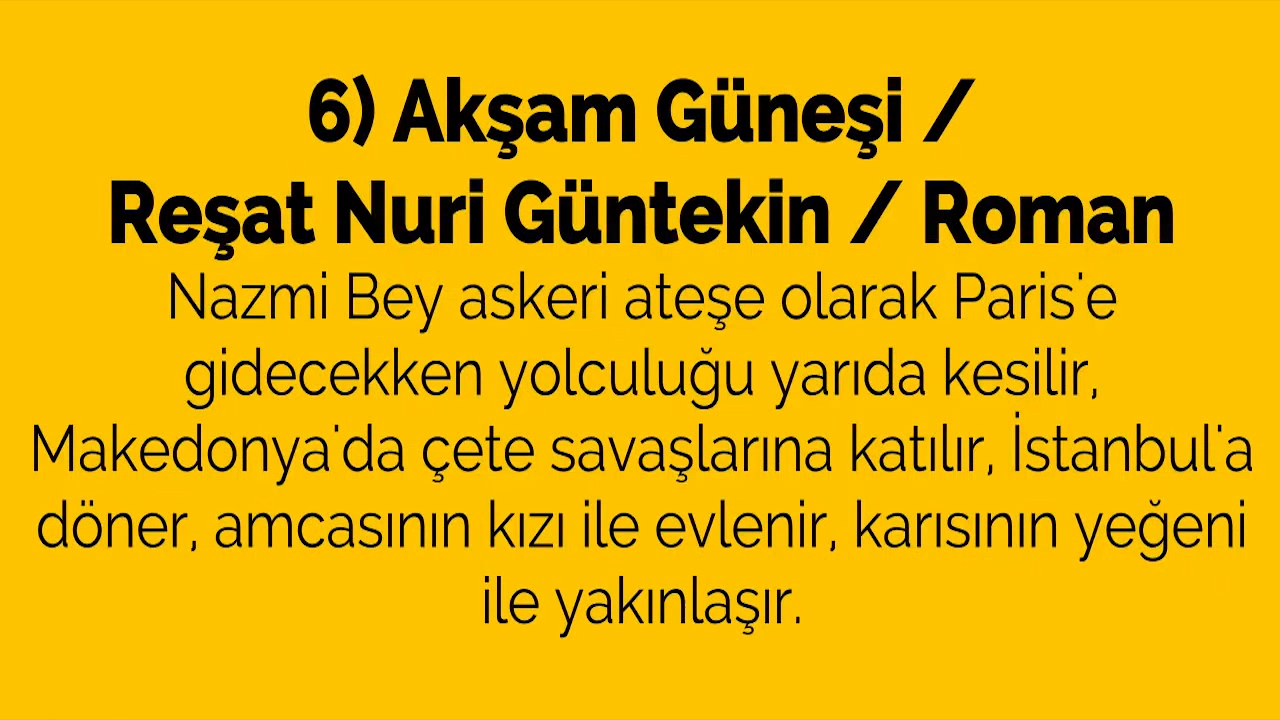 6) Akşam Güneşi /
Reşat Nuri Güntekin / Roman
Nazmi Bey askeri ateşe olarak Paris'e
gidecekken yolculuğu yarıda kesilir,
Makedonya'da çete savaşlarına katılır, İstanbul'a
döner, amcasının kızı ile evlenir, karısının yeğeni
ile yakınlaşır.